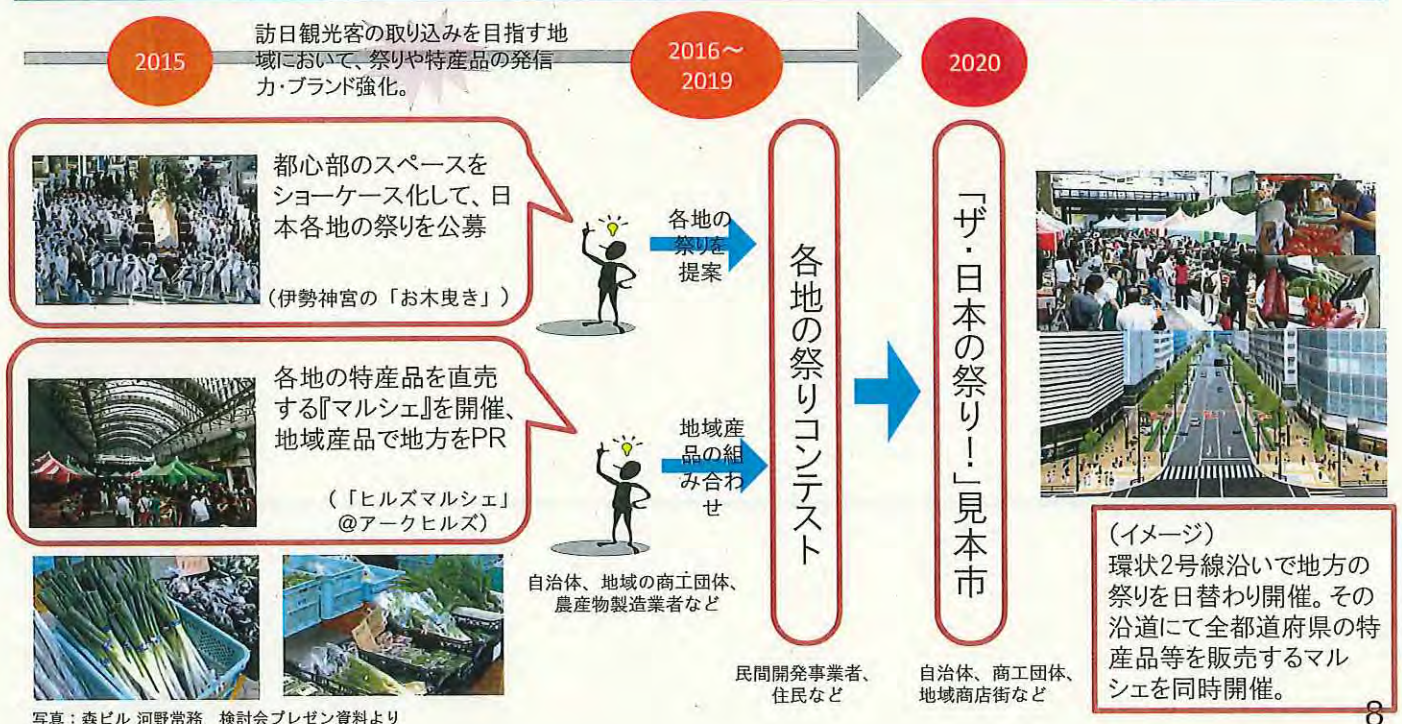 2015
訪日観光客の取り込みを目指す地
域において、祭りや特産品の発信
力・ブランド強化。
2016～
2019
2020
都心部のスペースを
ショーケース化して、日
本各地の祭りを公募
（伊勢神宮の「お木曳き」）
各地の
祭りを
提案
各地の特産品を直売
する『マルシェ』を開催、
地域産品で地方をPR
（「ヒルズマルシェ」
@アークヒルズ）
地域産
品の組
み合わ
せ
自治体、地域の商工団体、
農産物製造業者など
各地の祭りコンテスト
民間開発事業者、
住民など
「ザ・日本の祭り！」見本市
自治体、商工団体、
地域商店街など
（イメージ）
環状2号線沿いで地方の
祭りを日替わり開催。その
沿道にて全都道府県の特
産品等を販売するマル
シェを同時開催。
写真：森ビル 河野常務 検討会プレゼン資料より
8